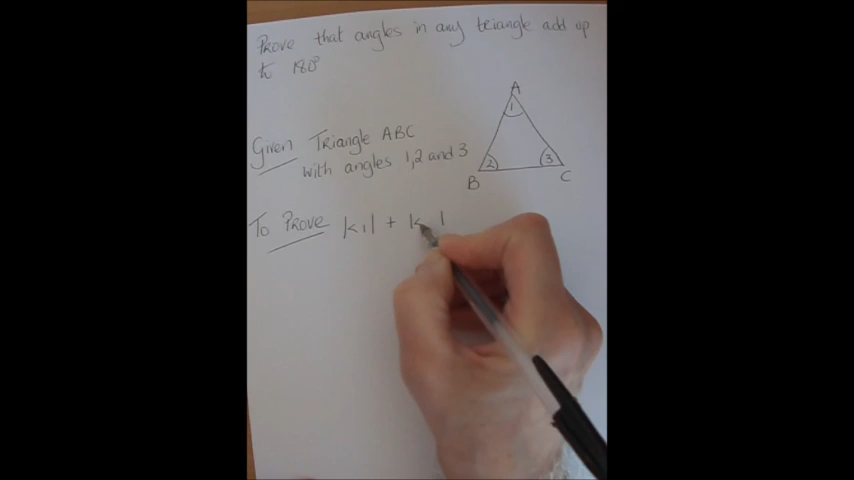 Prove that angles in any triangle add up
to 180°
A
1
Given Triangle ABC
with angles 1,2 and 3
2
3
B
C
To Prove |<1| + |< |